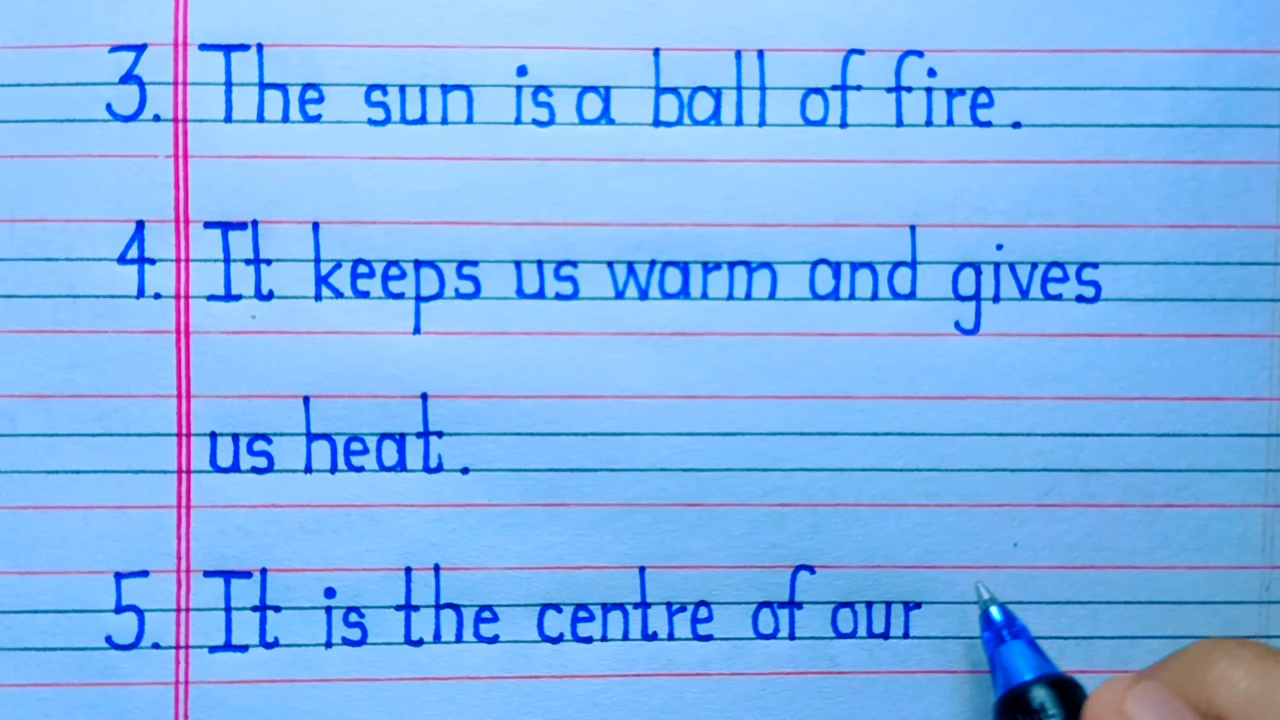 3. The sun is a ball of fire.
4. It keeps us warm and gives
us heat.
5. It is the centre of our